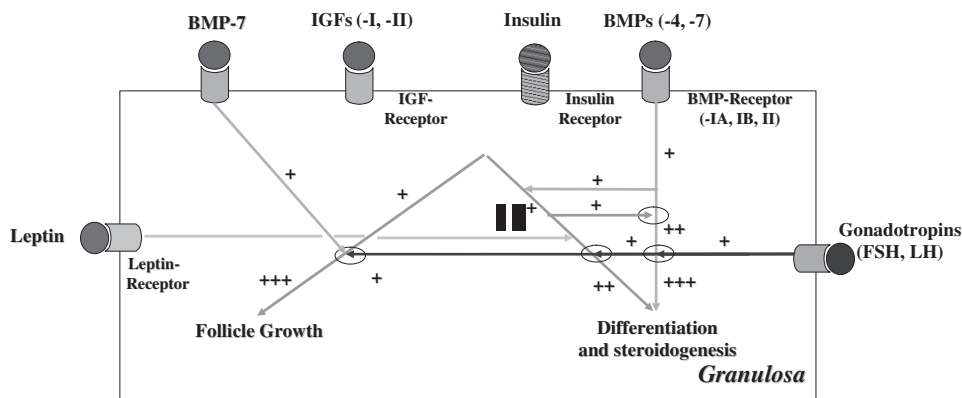 BMP-7
IGFs (-I, -II)
Insulin
BMPs (-4, -7)
IGF-
Receptor
Insulin
Receptor
BMP-Receptor
(-IA, IB, II)
+
+
+
+
+
+
++
+
+
Leptin
Leptin-
Receptor
Gonadotropins
(FSH, LH)
+++
+
++
+++
Follicle Growth
Differentiation
and steroidogenesis
Granulosa